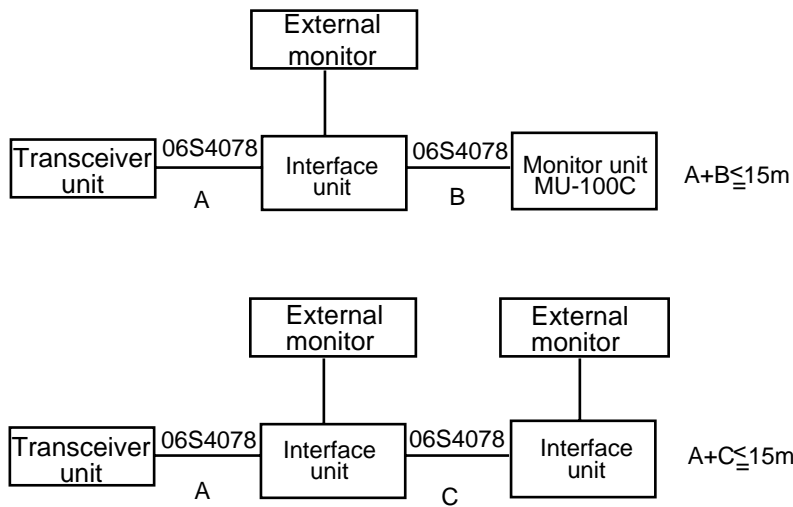 External
monitor
06S4078
06S4078
Transceiver
unit
Interface
unit
Monitor unit
MU-100C
A+B≦15m
A
B
External
monitor
External
monitor
06S4078
06S4078
Transceiver
unit
Interface
unit
Interface
unit
A+C≦15m
A
C